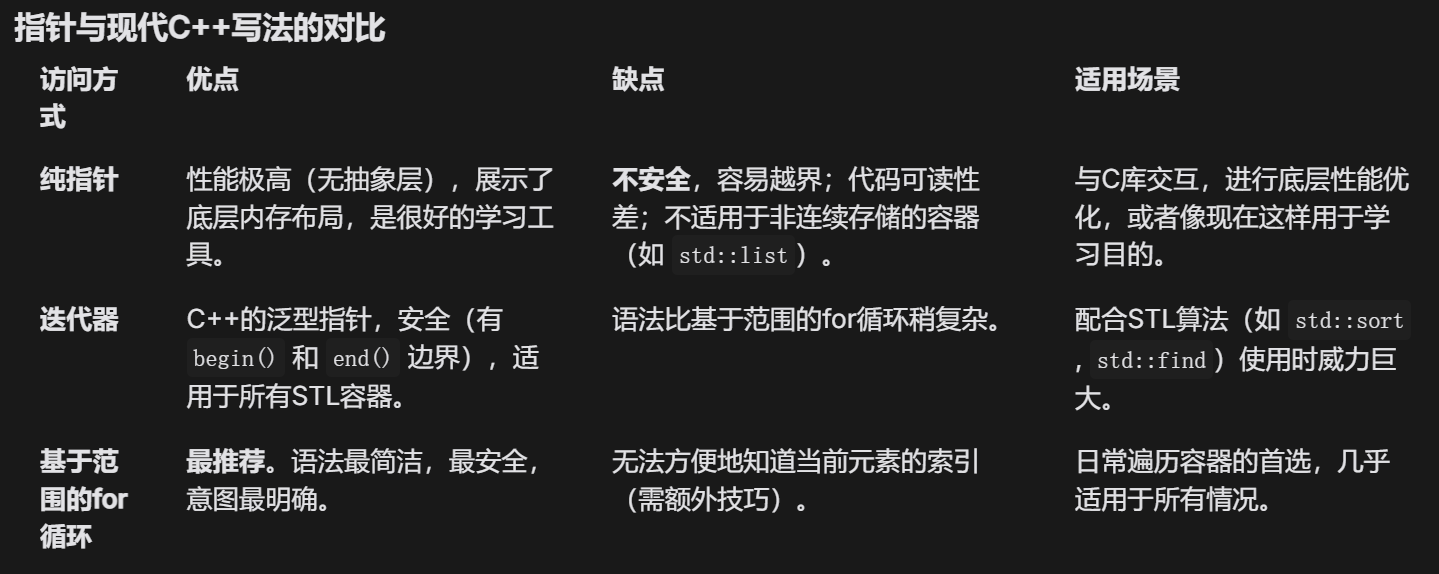 指针与现代C++写法的对比
访问方
式
优点
缺点
适用场景
纯指针
性能极高（无抽象层），展示了
底层内存布局，是很好的学习工
具。
不安全，容易越界；代码可读性
差；不适用于非连续存储的容器
（如 std::list）。
与C库交互，进行底层性能优
化，或者像现在这样用于学
习目的。
迭代器
C++的泛型指针，安全（有
begin() 和 end() 边界），适
用于所有STL容器。
语法比基于范围的for循环稍复杂。
配合STL算法（如 std::sort
, std::find）使用时威力巨
大。
基于范
围的for
循环
最推荐。语法最简洁，最安全，
意图最明确。
无法方便地知道当前元素的索引
（需额外技巧）。
日常遍历容器的首选，几乎
适用于所有情况。